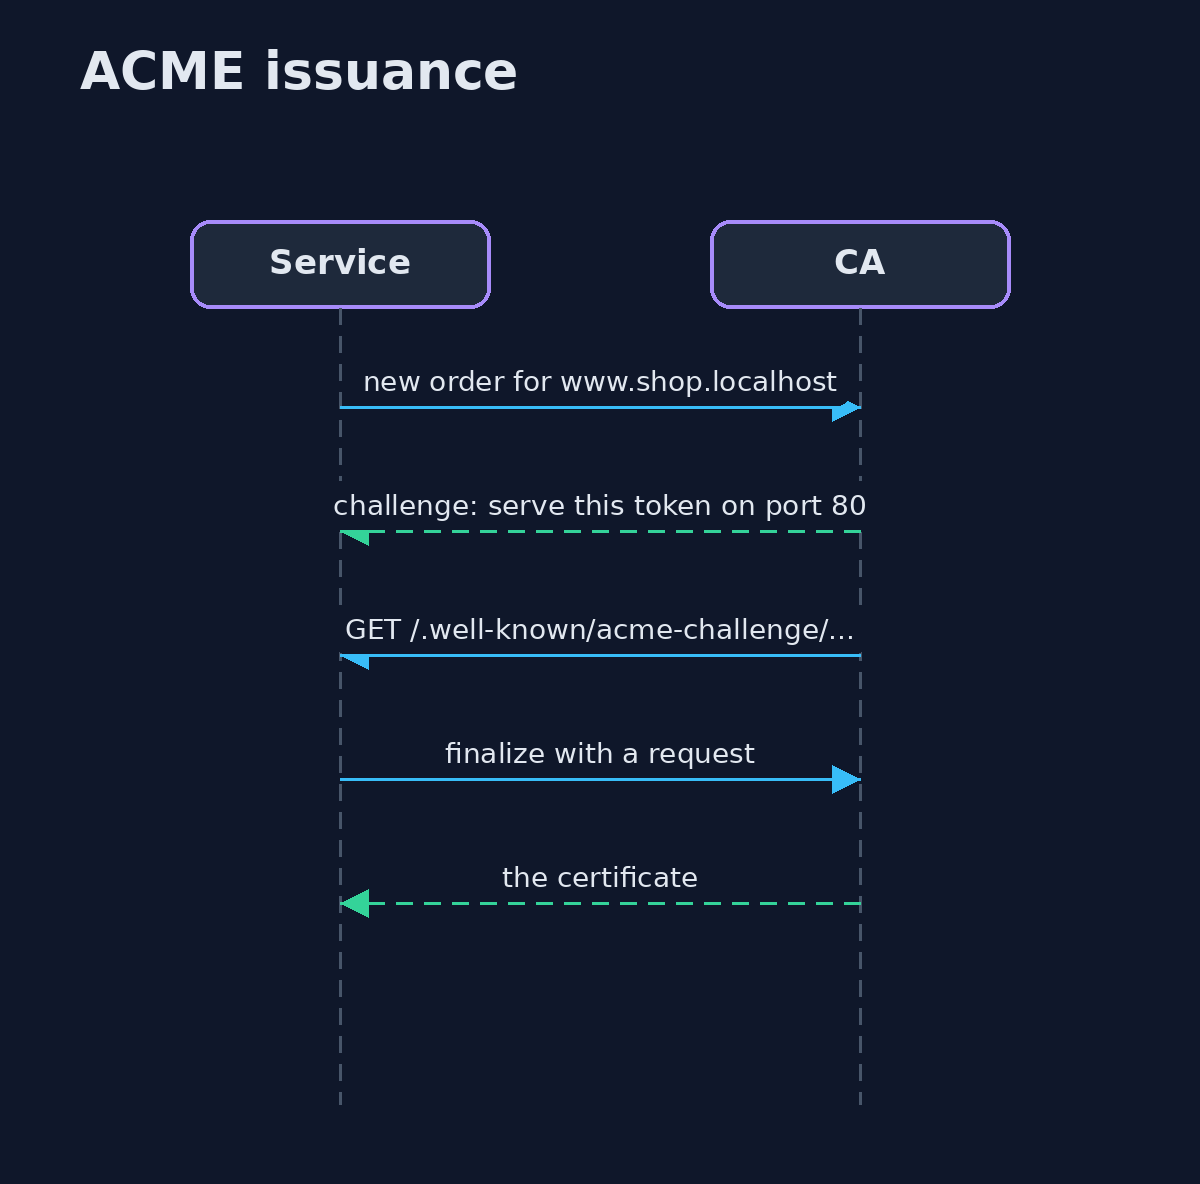 ACME issuance
Service
CA
new order for www.shop.localhost
challenge: serve this token on port 80
GET /.well-known/acme-challenge/...
finalize with a request
the certificate